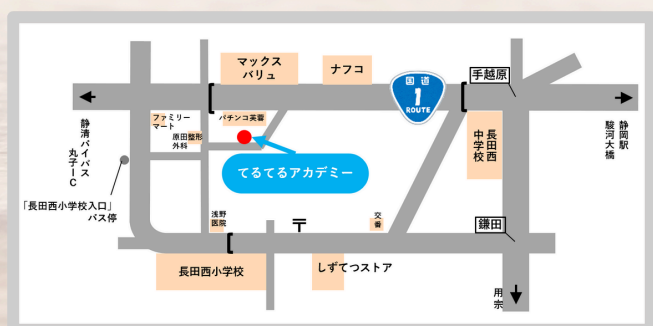 マックス
バリュ
ナフコ
国道
1
ROUTE
手越原
静清バイパス
丸子IC
ファミリー
マート
原田整形
外科
パチンコ芙蓉
長田西
中学校
静岡駅
駿河大橋
てるてるアカデミー
「長田西小学校入口」
バス停
浅野
医院
〒
交番
鎌田
長田西小学校
しずてつストア
用宗